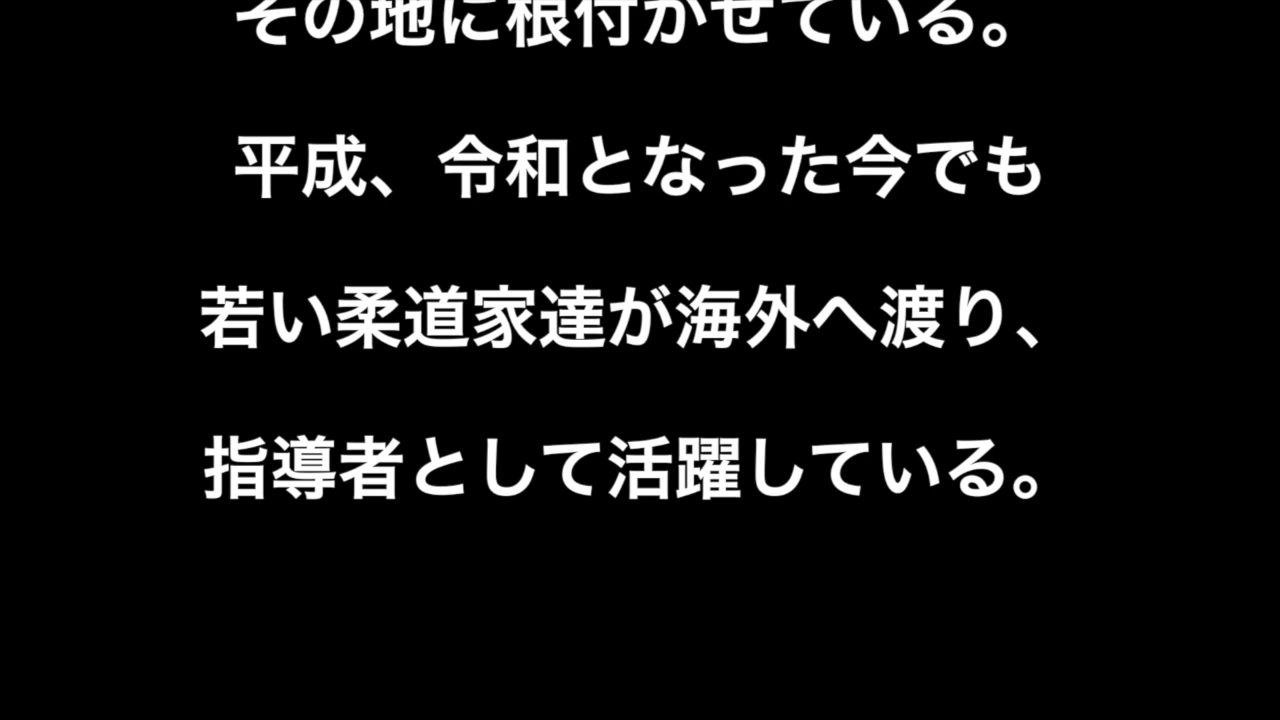 その地に根付かせている。
平成、令和となった今でも
若い柔道家達が海外へ渡り、
指導者として活躍している。